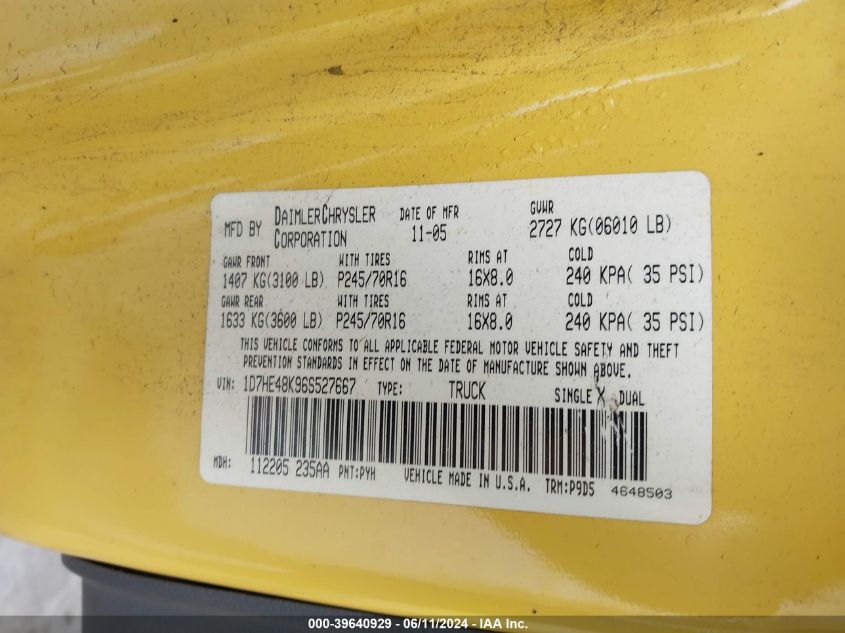 MFD BY DAIMLERCHRYSLER CORPORATION DATE OF MFR 11-05 GVWR 2727 KG(06010 LB)
GAWR FRONT WITH TIRES RIMS AT COLD
1407 KG(3100 LB) P245/70R16 16X8.0 240 KPA( 35 PSI)
GAWR REAR WITH TIRES RIMS AT COLD
1633 KG(3600 LB) P245/70R16 16X8.0 240 KPA( 35 PSI)
THIS VEHICLE CONFORMS TO ALL APPLICABLE FEDERAL MOTOR VEHICLE SAFETY AND THEFT
PREVENTION STANDARDS IN EFFECT ON THE DATE OF MANUFACTURE SHOWN ABOVE.
VIN: 1D7HE48K96S527667 TYPE: TRUCK SINGLE X DUAL
MDH: 112205 235AA PNT:PYH VEHICLE MADE IN U.S.A. TRM:P9D5 4648503
000-39640929 - 06/11/2024 - IAA Inc.